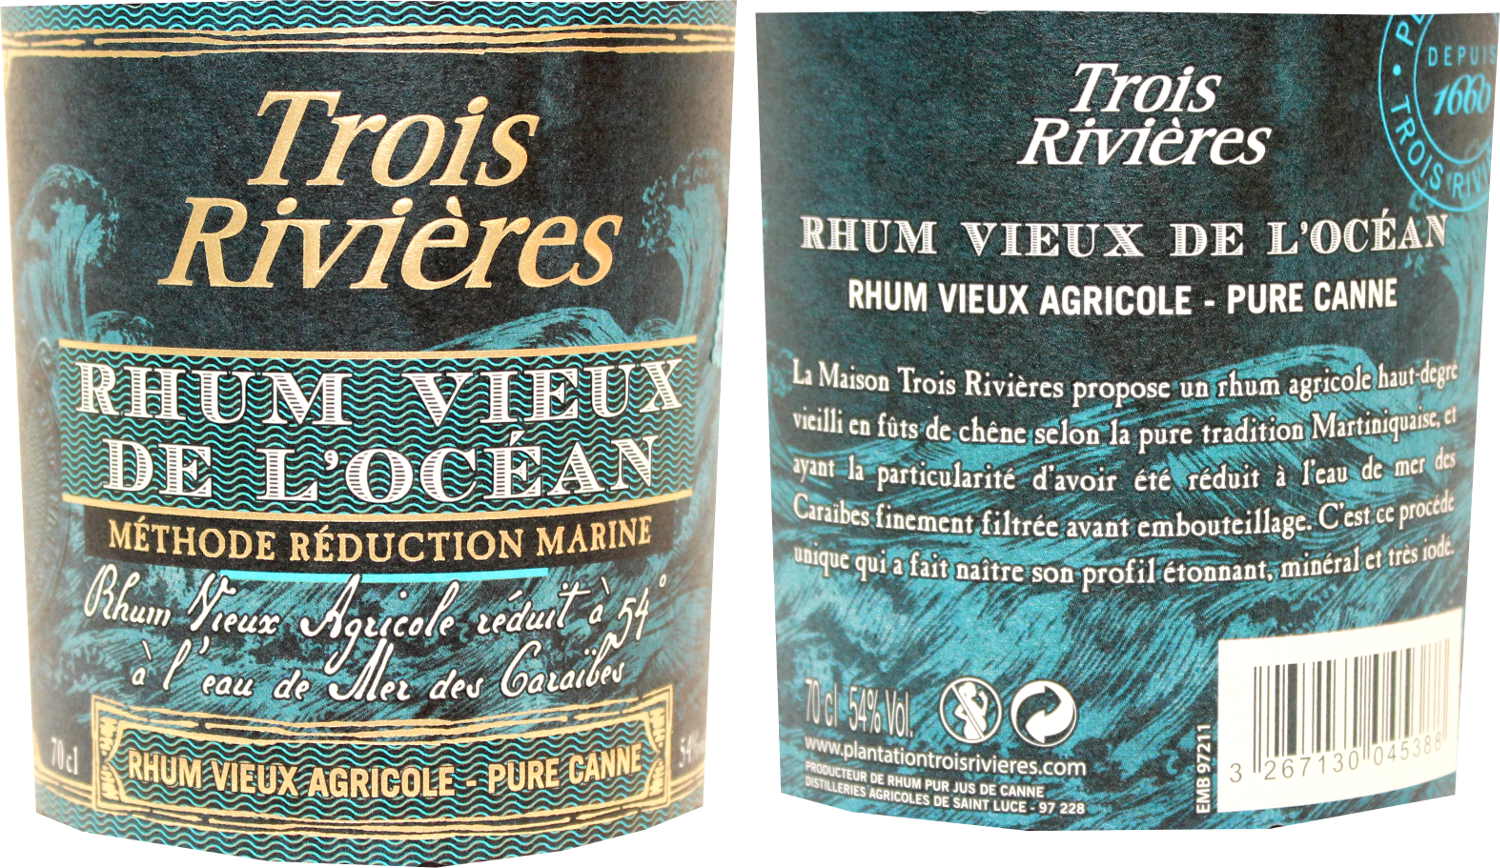 Trois
Rivières
RHUM VIEUX
DE L'OCÉAN
MÉTHODE RÉDUCTION MARINE
Rhum Vieux Agricole réduit à 54°
à l'eau de Mer des Caraïbes
70 cl
54%
RHUM VIEUX AGRICOLE - PURE CANNE
DEPUIS
1660
TROIS RIV
Trois
Rivières
RHUM VIEUX DE L'OCÉAN
RHUM VIEUX AGRICOLE - PURE CANNE
La Maison Trois Rivières propose un rhum agricole haut-degré
vieilli en fûts de chêne selon la pure tradition Martiniquaise, et
ayant la particularité d'avoir été réduit à l'eau de mer des
Caraïbes finement filtrée avant embouteillage. C'est ce procédé
unique qui a fait naître son profil étonnant, minéral et très iodé.
70 cl 54% Vol.
www.plantationtroisrivieres.com
PRODUCTEUR DE RHUM PUR JUS DE CANNE
DISTILLERIES AGRICOLES DE SAINT LUCE - 97 228
EMB 97211
3 267130 045388